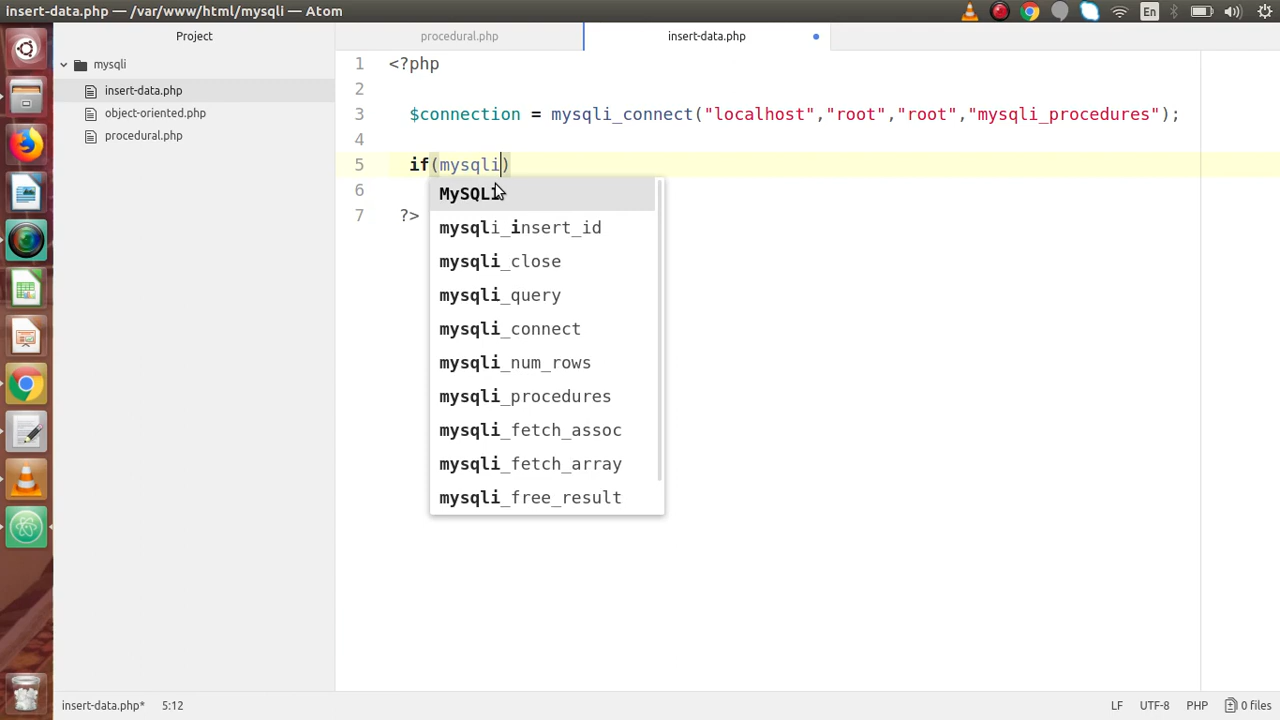 insert-data.php — /var/www/html/mysqli — Atom
En
Project
procedural.php
insert-data.php
mysqli
insert-data.php
object-oriented.php
procedural.php
1 <?php
2
3 $connection = mysqli_connect("localhost","root","root","mysqli_procedures");
4
5 if(mysqli)
6
7 ?>
MySQLi
mysqli_insert_id
mysqli_close
mysqli_query
mysqli_connect
mysqli_num_rows
mysqli_procedures
mysqli_fetch_assoc
mysqli_fetch_array
mysqli_free_result
insert-data.php* 5:12
LF UTF-8 PHP 0 files